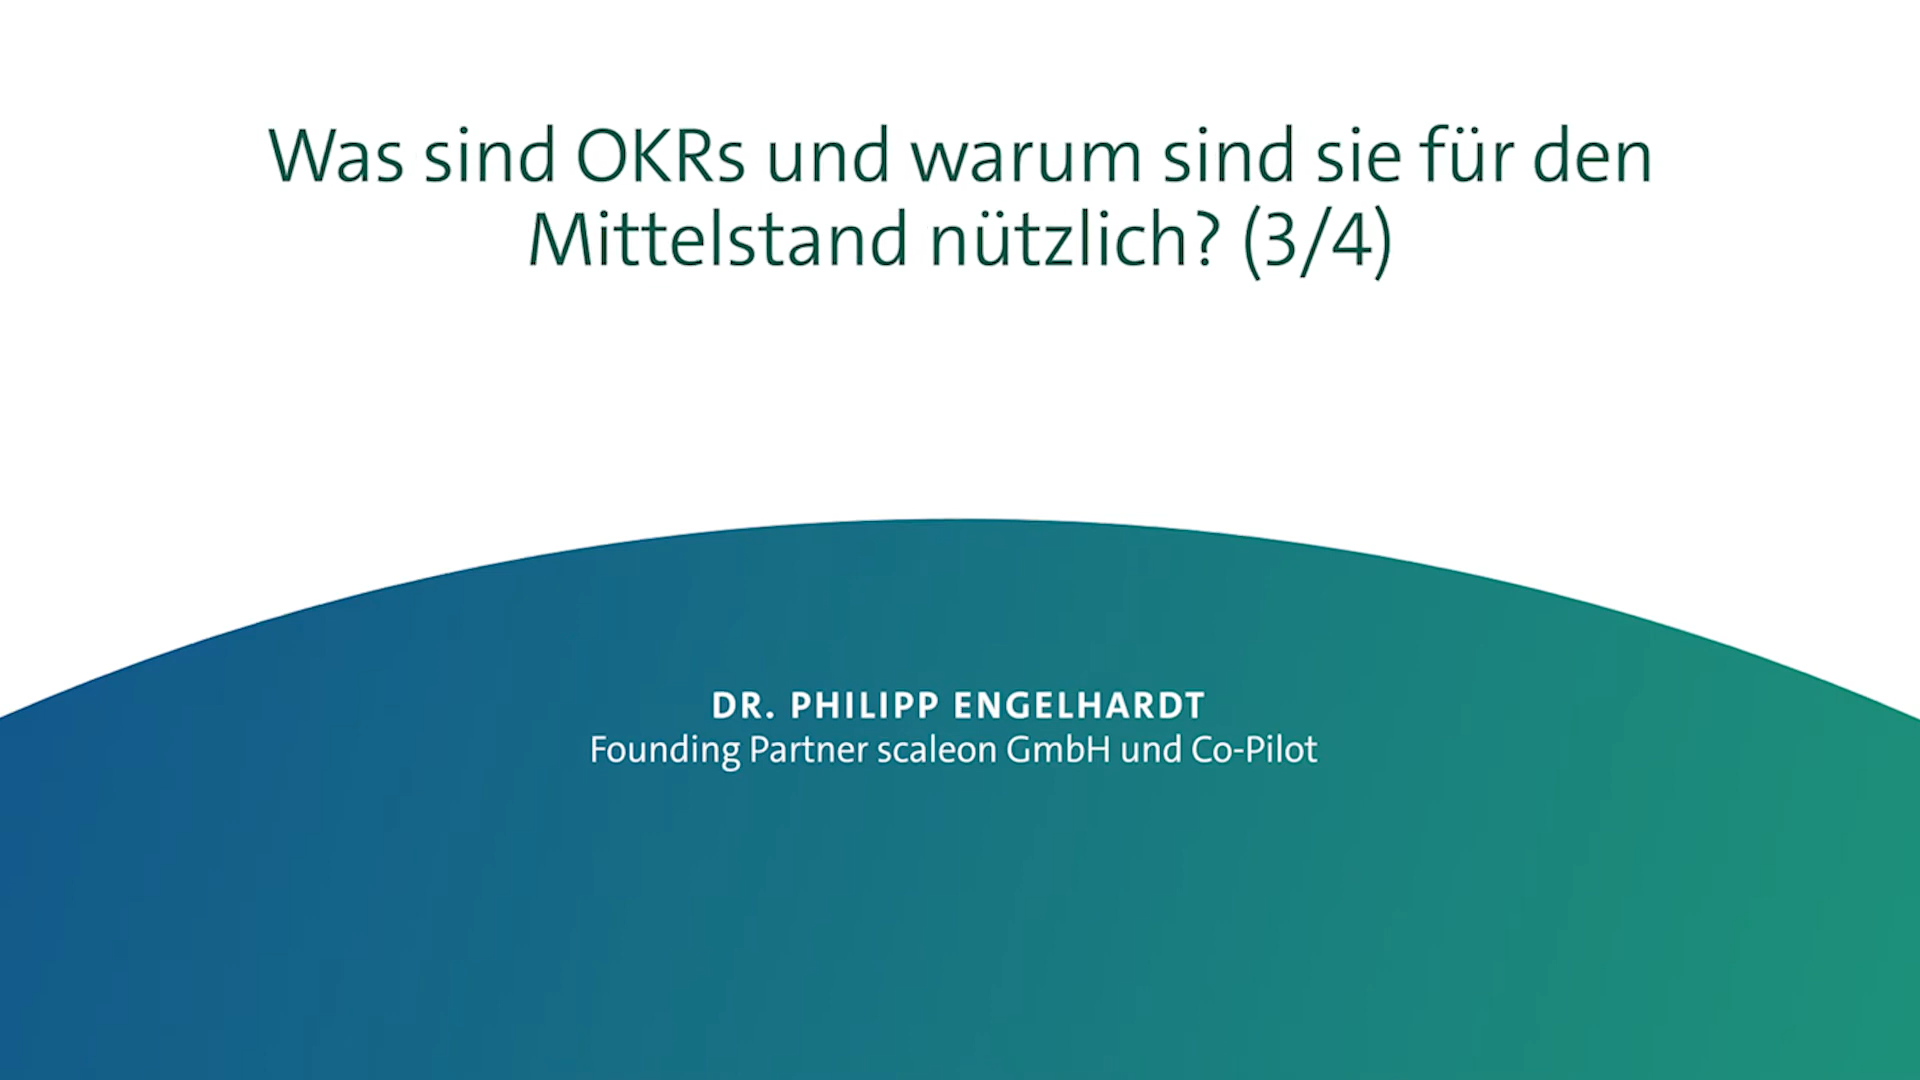 Was sind OKRs und warum sind sie für den
Mittelstand nützlich? (3/4)
DR. PHILIPP ENGELHARDT
Founding Partner scaleon GmbH und Co-Pilot